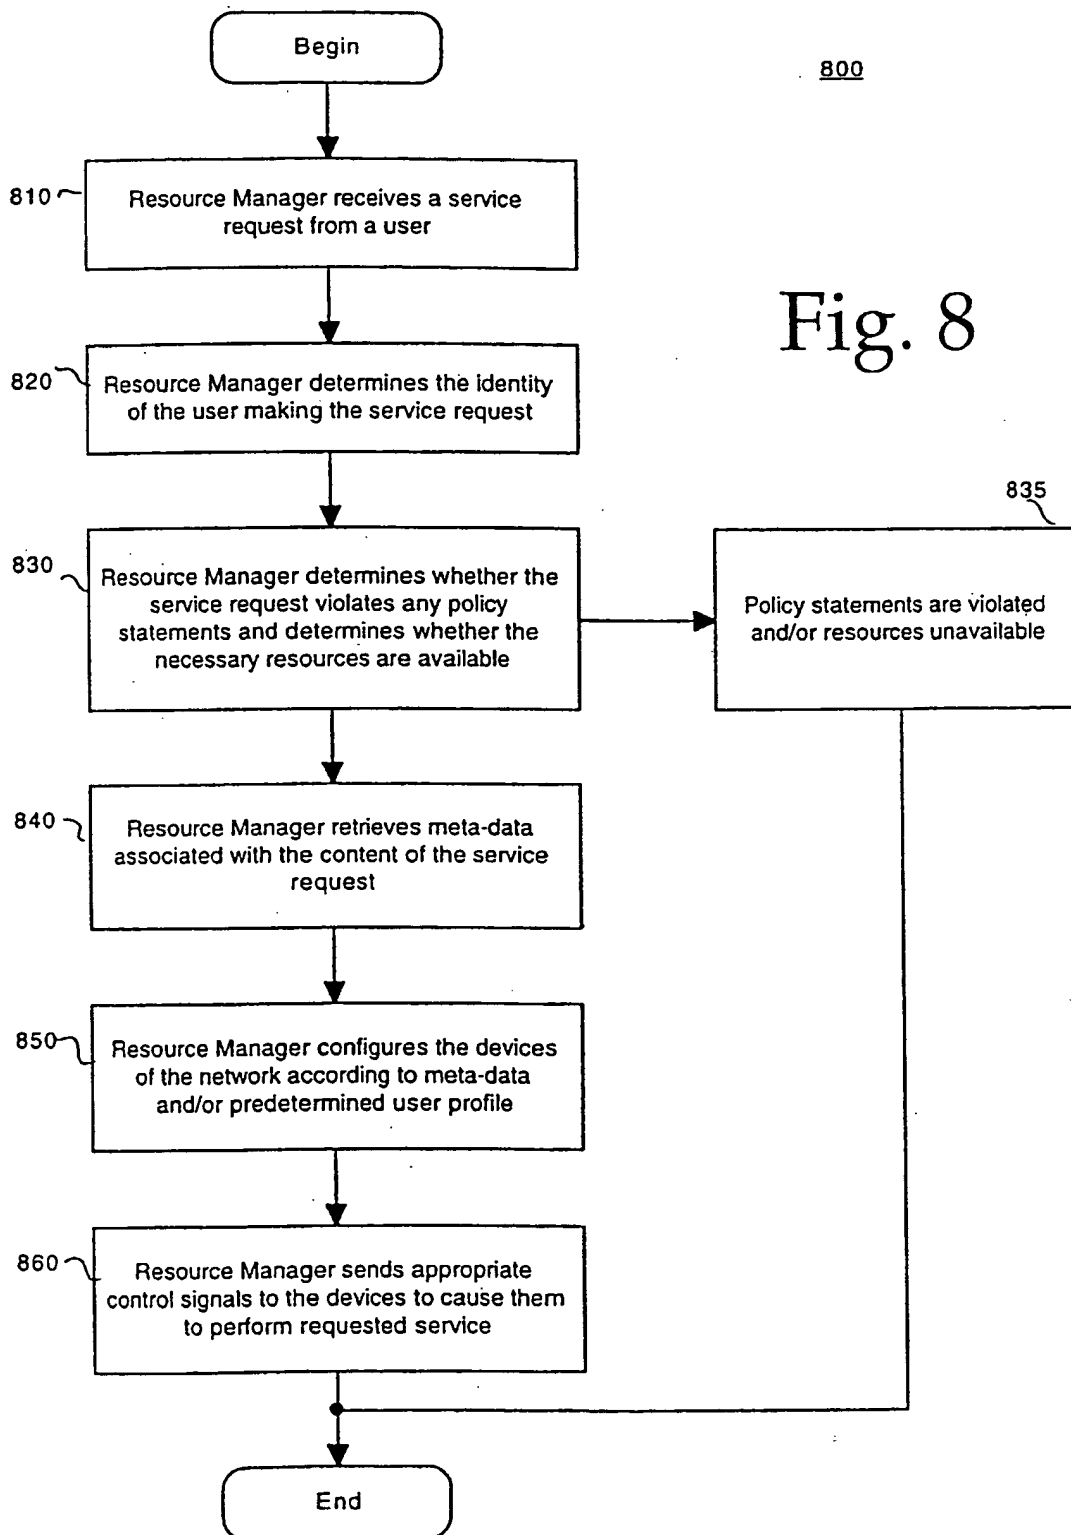 Begin
800
810
Resource Manager receives a service
request from a user
Fig. 8
820
Resource Manager determines the identity
of the user making the service request
835
830
Resource Manager determines whether the
service request violates any policy
statements and determines whether the
necessary resources are available
Policy statements are violated
and/or resources unavailable
840
Resource Manager retrieves meta-data
associated with the content of the service
request
850
Resource Manager configures the devices
of the network according to meta-data
and/or predetermined user profile
860
Resource Manager sends appropriate
control signals to the devices to cause them
to perform requested service
End